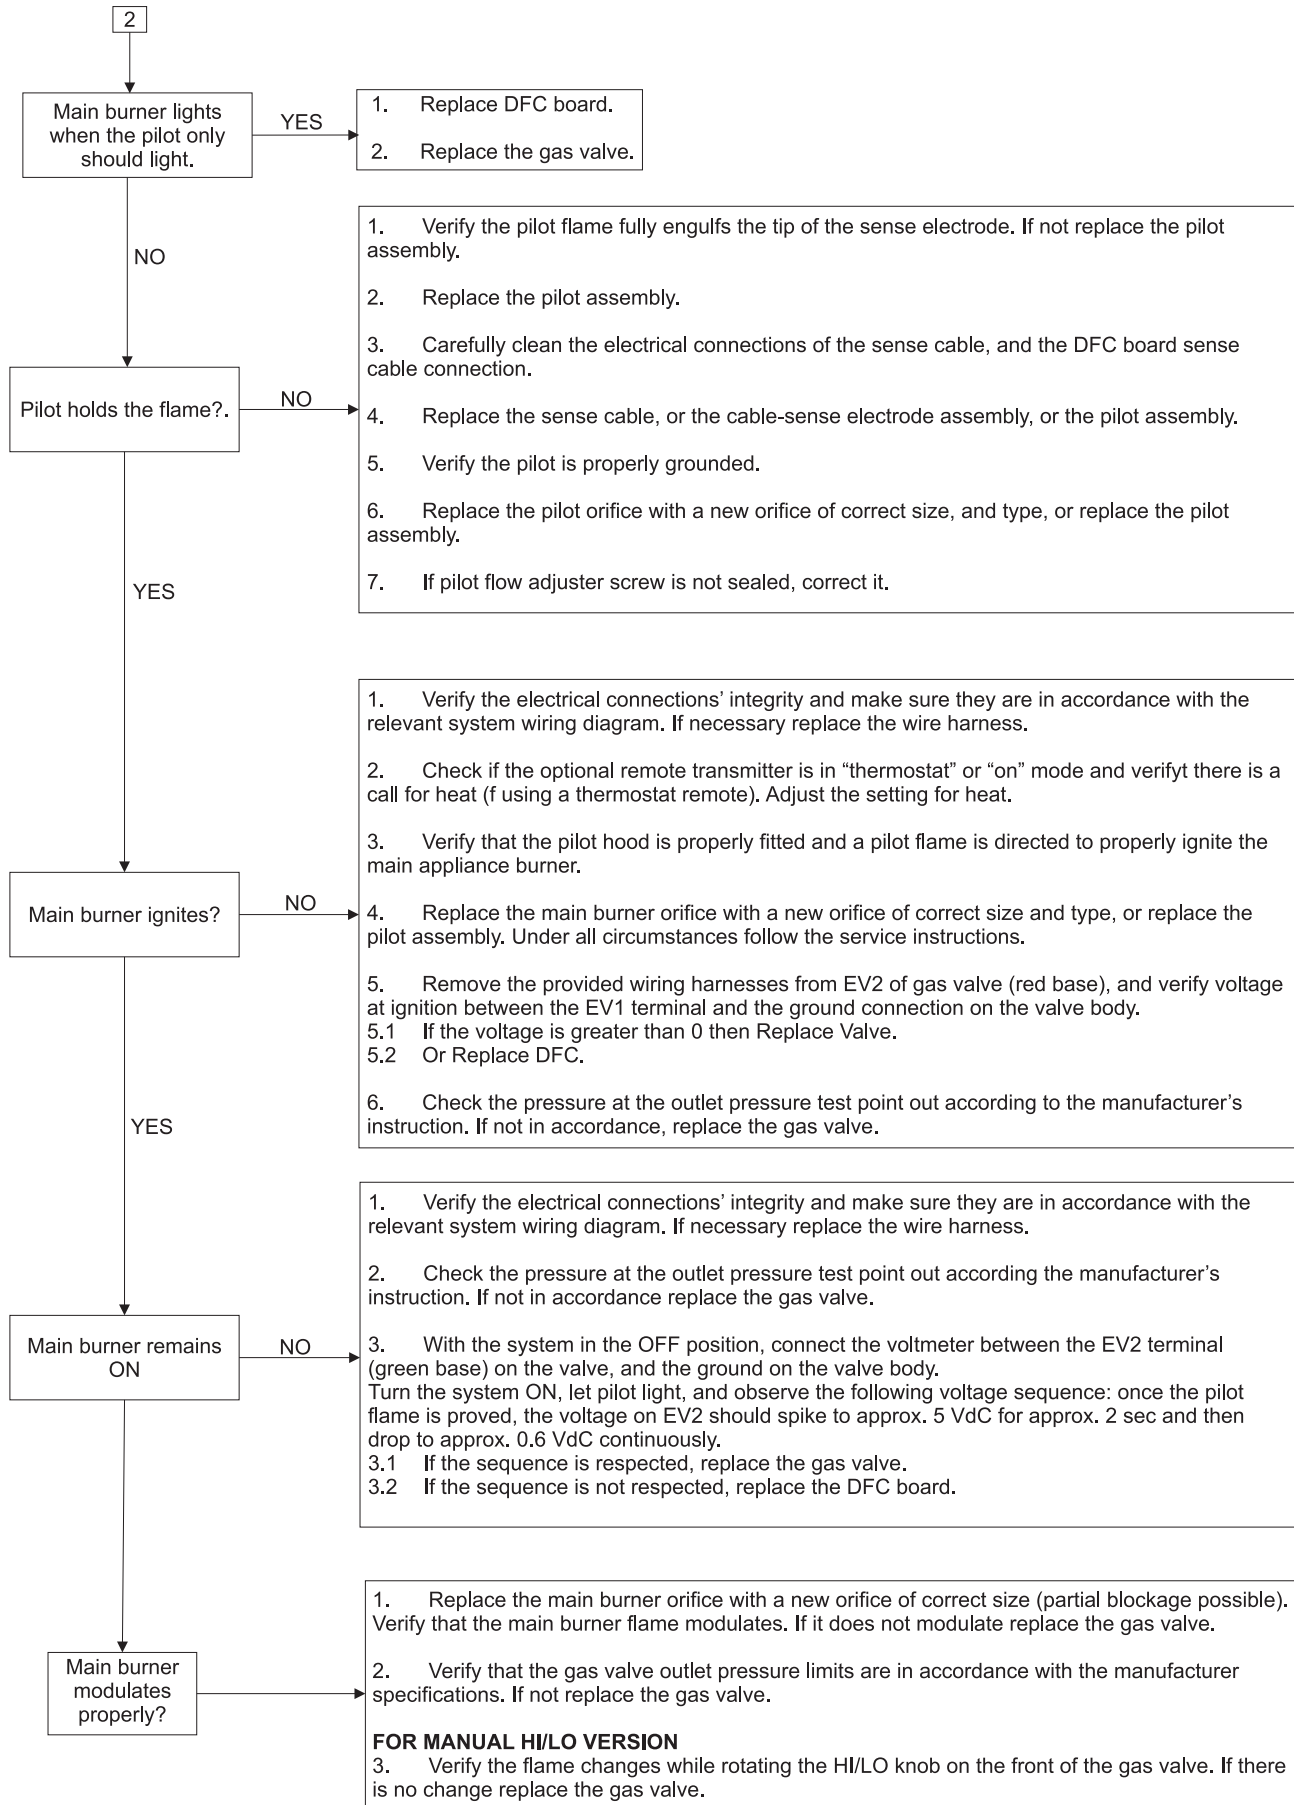 2
Main burner lights
when the pilot only
should light.
YES
1. Replace DFC board.
2. Replace the gas valve.
NO
1. Verify the pilot flame fully engulfs the tip of the sense electrode. If not replace the pilot
assembly.
2. Replace the pilot assembly.
3. Carefully clean the electrical connections of the sense cable, and the DFC board sense
cable connection.
4. Replace the sense cable, or the cable-sense electrode assembly, or the pilot assembly.
5. Verify the pilot is properly grounded.
6. Replace the pilot orifice with a new orifice of correct size, and type, or replace the pilot
assembly.
7. If pilot flow adjuster screw is not sealed, correct it.
Pilot holds the flame?.
NO
YES
1. Verify the electrical connections’ integrity and make sure they are in accordance with the
relevant system wiring diagram. If necessary replace the wire harness.
2. Check if the optional remote transmitter is in “thermostat” or “on” mode and verifyt there is a
call for heat (f using a thermostat remote). Adjust the setting for heat.
3. Verify that the pilot hood is properly fitted and a pilot flame is directed to properly ignite the
main appliance burner.
4. Replace the main burner orifice with a new orifice of correct size and type, or replace the
pilot assembly. Under all circumstances follow the service instructions.
5. Remove the provided wiring harnesses from EV2 of gas valve (red base), and verify voltage
at ignition between the EV1 terminal and the ground connection on the valve body.
5.1 If the voltage is greater than 0 then Replace Valve.
5.2 Or Replace DFC.
6. Check the pressure at the outlet pressure test point out according to the manufacturer’s
instruction. If not in accordance, replace the gas valve.
Main burner ignites?
NO
YES
1. Verify the electrical connections’ integrity and make sure they are in accordance with the
relevant system wiring diagram. If necessary replace the wire harness.
2. Check the pressure at the outlet pressure test point out according the manufacturer’s
instruction. If not in accordance replace the gas valve.
3. With the system in the OFF position, connect the voltmeter between the EV2 terminal
(green base) on the valve, and the ground on the valve body.
Turn the system ON, let pilot light, and observe the following voltage sequence: once the pilot
flame is proved, the voltage on EV2 should spike to approx. 5 VdC for approx. 2 sec and then
drop to approx. 0.6 VdC continuously.
3.1 If the sequence is respected, replace the gas valve.
3.2 If the sequence is not respected, replace the DFC board.
Main burner remains
ON
NO
1. Replace the main burner orifice with a new orifice of correct size (partial blockage possible).
Verify that the main burner flame modulates. If it does not modulate replace the gas valve.
2. Verify that the gas valve outlet pressure limits are in accordance with the manufacturer
specifications. If not replace the gas valve.
FOR MANUAL HI/LO VERSION
3. Verify the flame changes while rotating the HI/LO knob on the front of the gas valve. If there
is no change replace the gas valve.
Main burner
modulates
properly?